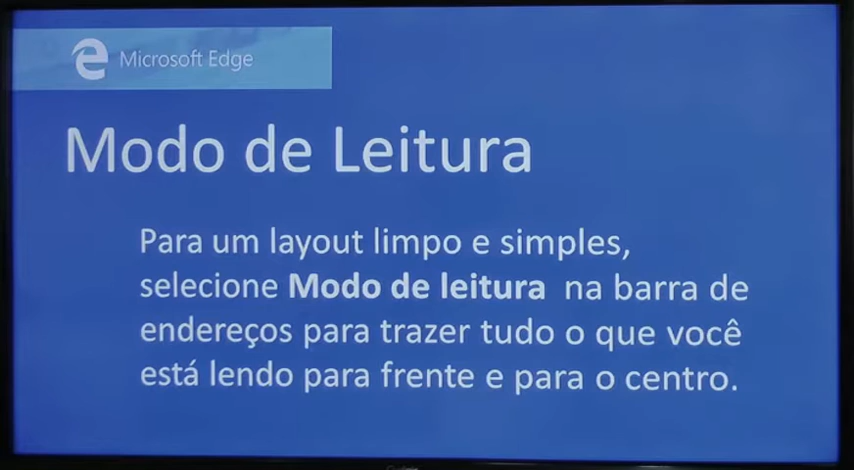 Microsoft Edge
Modo de Leitura
Para um layout limpo e simples,
selecione Modo de leitura na barra de
endereços para trazer tudo o que você
está lendo para frente e para o centro.